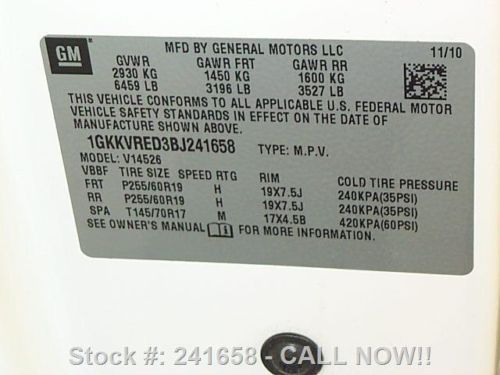 GM
MFD BY GENERAL MOTORS LLC 11/10
GVWR GAWR FRT GAWR RR
2930 KG 1450 KG 1600 KG
6459 LB 3196 LB 3527 LB
THIS VEHICLE CONFORMS TO ALL APPLICABLE U.S. FEDERAL MOTOR
VEHICLE SAFETY STANDARDS IN EFFECT ON THE DATE OF
MANUFACTURE SHOWN ABOVE.
1GKKVRED3BJ241658 TYPE: M.P.V.
MODEL: V14526
VBBF TIRE SIZE SPEED RTG RIM COLD TIRE PRESSURE
FRT P255/60R19 H 19X7.5J 240KPA(35PSI)
RR P255/60R19 H 19X7.5J 240KPA(35PSI)
SPA T145/70R17 M 17X4.5B 420KPA(60PSI)
SEE OWNER'S MANUAL FOR MORE INFORMATION
Stock #: 241658 - CALL NOW!!